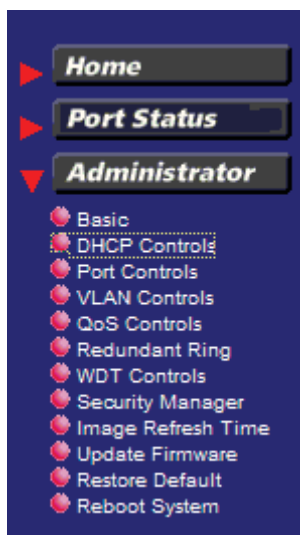 Home
Port Status
Administrator
Basic
DHCP Controls
Port Controls
VLAN Controls
QoS Controls
Redundant Ring
WDT Controls
Security Manager
Image Refresh Time
Update Firmware
Restore Default
Reboot System